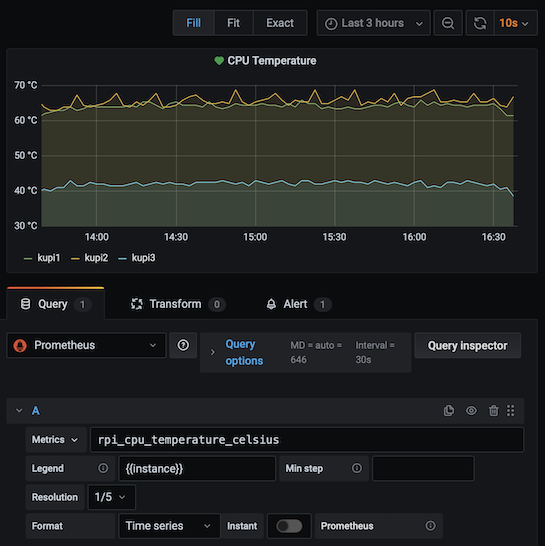 Fill Fit Exact Last 3 hours 10s
CPU Temperature
70 °C
60 °C
50 °C
40 °C
30 °C
14:00 14:30 15:00 15:30 16:00 16:30
kupi1 kupi2 kupi3
Query 1 Transform 0 Alert 1
Prometheus Query options MD = auto = 646 Interval = 30s Query inspector
A
Metrics rpi_cpu_temperature_celsius
Legend {{instance}} Min step
Resolution 1/5
Format Time series Instant Prometheus